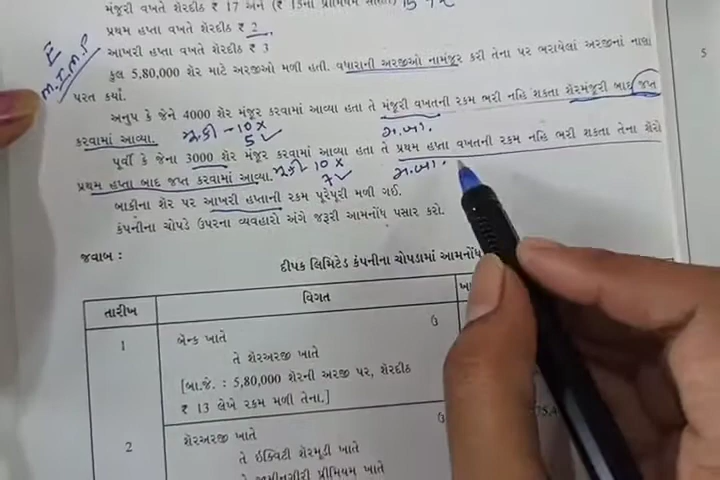 મંજૂરી વખતે શેરદીઠ ₹ 17 અને (₹ 15ના પ્રીમિયમ સહિત)
પ્રથમ હપ્તા વખતે શેરદીઠ ₹ 2
આખરી હપ્તા વખતે શેરદીઠ ₹ 3
કુલ 5,80,000 શેર માટે અરજીઓ મળી હતી. વધારાની અરજીઓ નામંજૂર કરી તેના પર ભરાયેલાં અરજીનાં નાણાં
પરત કર્યાં.
અનુપ કે જેને 4000 શેર મંજૂર કરવામાં આવ્યા હતા તે મંજૂરી વખતની રકમ ભરી નહિ શકતા શેરમંજૂરી બાદ જપ્ત
કરવામાં આવ્યા. મૂડી – 10 × 5 ✓ મ.બા.
પૂર્વી કે જેના 3000 શેર મંજૂર કરવામાં આવ્યા હતા તે પ્રથમ હપ્તા વખતની રકમ નહિ ભરી શકતા તેના શેરો
પ્રથમ હપ્તા બાદ જપ્ત કરવામાં આવ્યા. મૂડી 10 × 7 ✓ મ.બા.
બાકીના શેર પર આખરી હપ્તાની રકમ પૂરેપૂરી મળી ગઈ.
કંપનીના ચોપડે ઉપરના વ્યવહારો અંગે જરૂરી આમનોંધ પસાર કરો.
જવાબ :
દીપક લિમિટેડ કંપનીના ચોપડામાં આમનોંધ
તારીખ વિગત
1 બૅન્ક ખાતે ઉ
તે શેરઅરજી ખાતે
[બા.જે. : 5,80,000 શેરની અરજી પર, શેરદીઠ
₹ 13 લેખે રકમ મળી તેના.]
2 શેરઅરજી ખાતે ઉ
તે ઇક્વિટી શેરમૂડી ખાતે
તે જામીનગીરી પ્રીમિયમ ખાતે